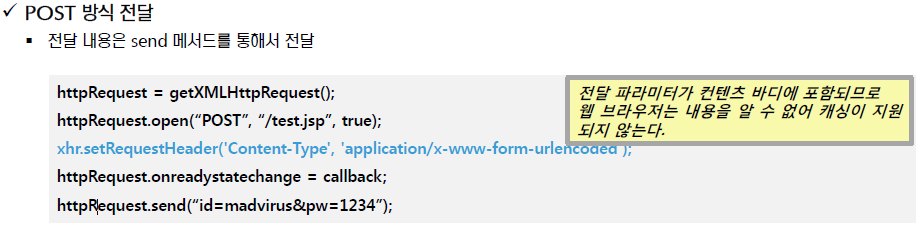 ✓ POST 방식 전달
▪ 전달 내용은 send 메서드를 통해서 전달
httpRequest = getXMLHttpRequest();
httpRequest.open(“POST”, “/test.jsp”, true);
xhr.setRequestHeader('Content-Type', 'application/x-www-form-urlencoded');
httpRequest.onreadystatechange = callback;
httpRequest.send(“id=madvirus&pw=1234”);
전달 파라미터가 컨텐츠 바디에 포함되므로
웹 브라우저는 내용을 알 수 없어 캐싱이 지원
되지 않는다.